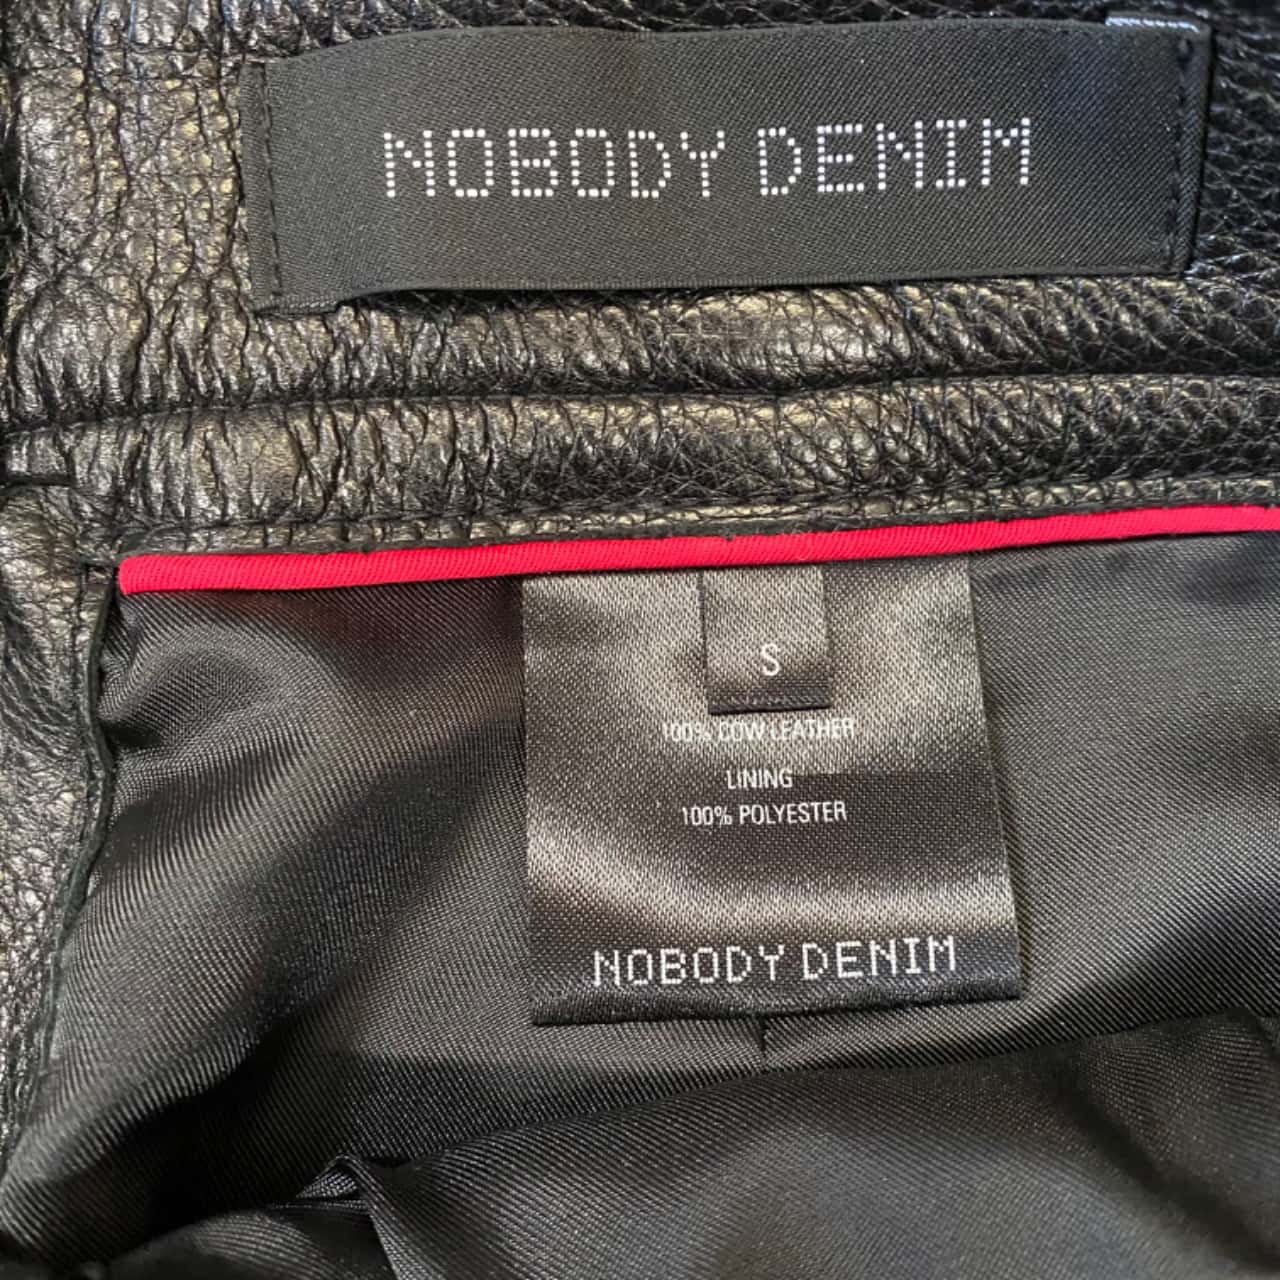 NOBODY DENIM
S
100% COW LEATHER
LINING
100% POLYESTER
NOBODY DENIM